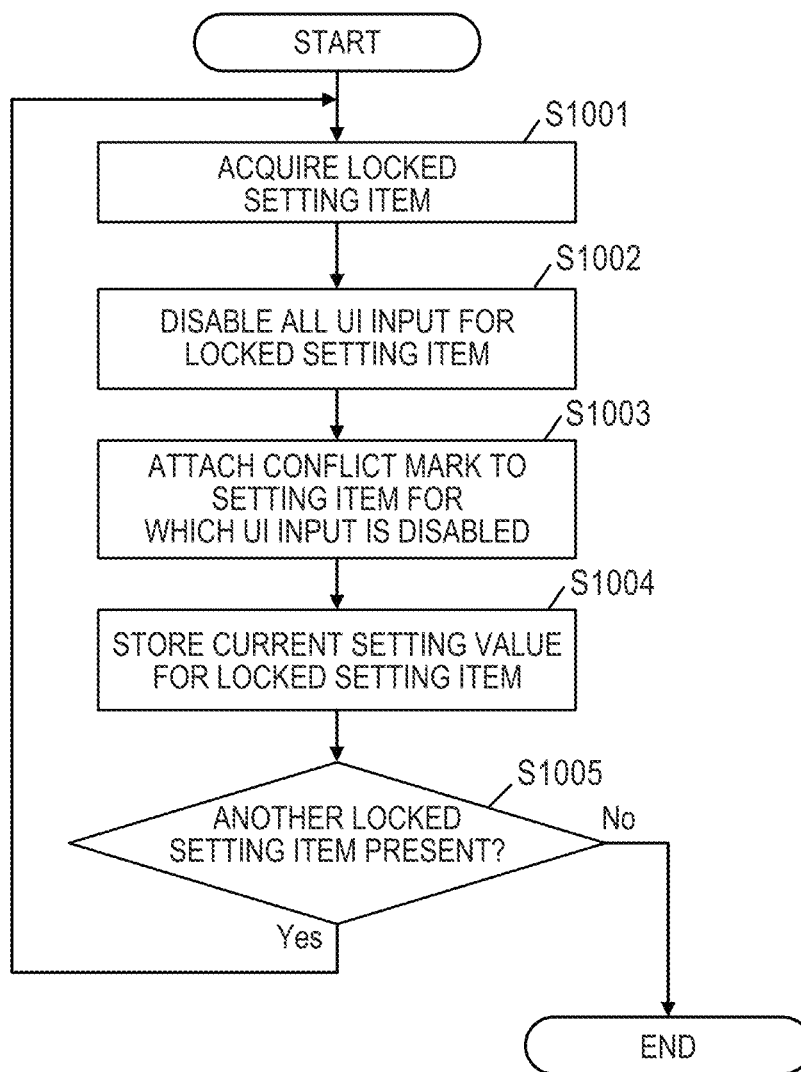 START
S1001
ACQUIRE LOCKED
SETTING ITEM
S1002
DISABLE ALL UI INPUT FOR
LOCKED SETTING ITEM
S1003
ATTACH CONFLICT MARK TO
SETTING ITEM FOR
WHICH UI INPUT IS DISABLED
S1004
STORE CURRENT SETTING VALUE
FOR LOCKED SETTING ITEM
S1005
ANOTHER LOCKED
SETTING ITEM PRESENT?
No
Yes
END